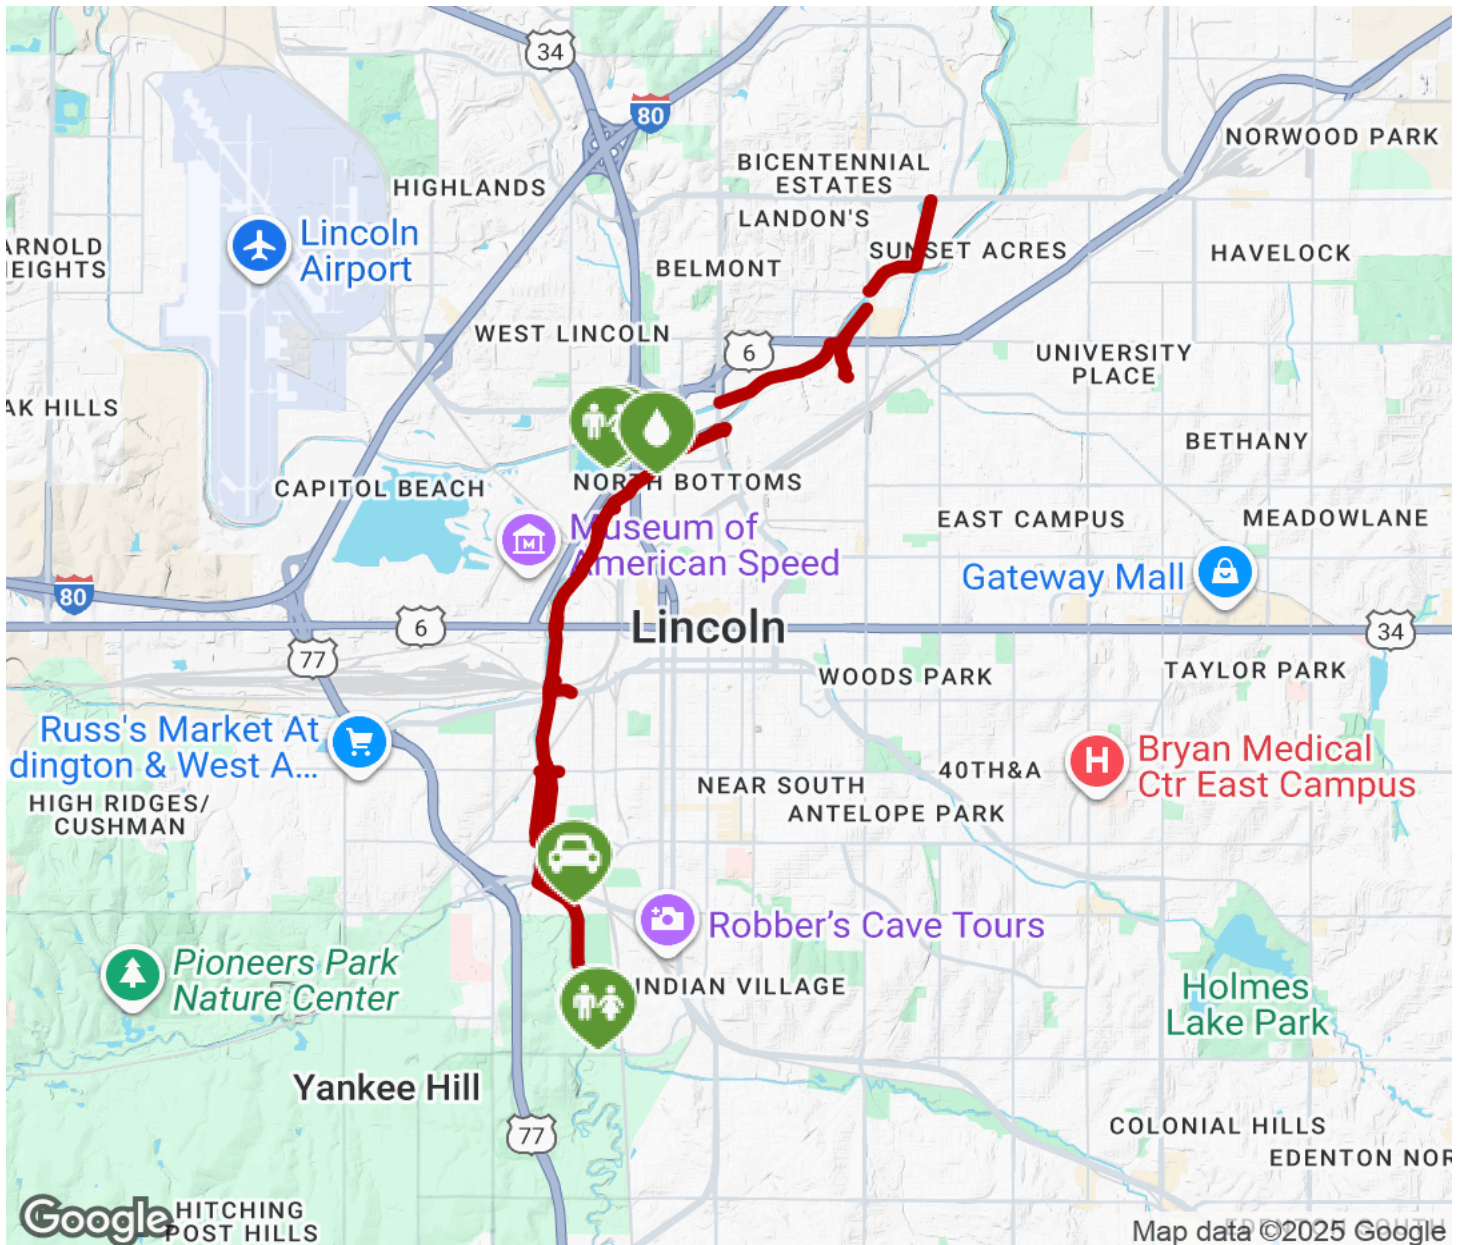 34
80
NORWOOD PARK
BICENTENNIAL
ESTATES
HIGHLANDS
LANDON'S
Lincoln
Airport
ARNOLD
HEIGHTS
SUNSET ACRES
HAVELOCK
BELMONT
WEST LINCOLN
6
UNIVERSITY
PLACE
AK HILLS
BETHANY
NORTH BOTTOMS
CAPITOL BEACH
EAST CAMPUS
MEADOWLANE
Museum of
American Speed
Gateway Mall
80
6
Lincoln
34
77
WOODS PARK
TAYLOR PARK
Russ's Market At
dington & West A...
Bryan Medical
Ctr East Campus
H
40TH&A
NEAR SOUTH
ANTELOPE PARK
HIGH RIDGES/
CUSHMAN
Robber's Cave Tours
Pioneers Park
Nature Center
INDIAN VILLAGE
Holmes
Lake Park
Yankee Hill
77
COLONIAL HILLS
EDENTON NOR
HITCHING
POST HILLS
Google
Map data ©2025 Google